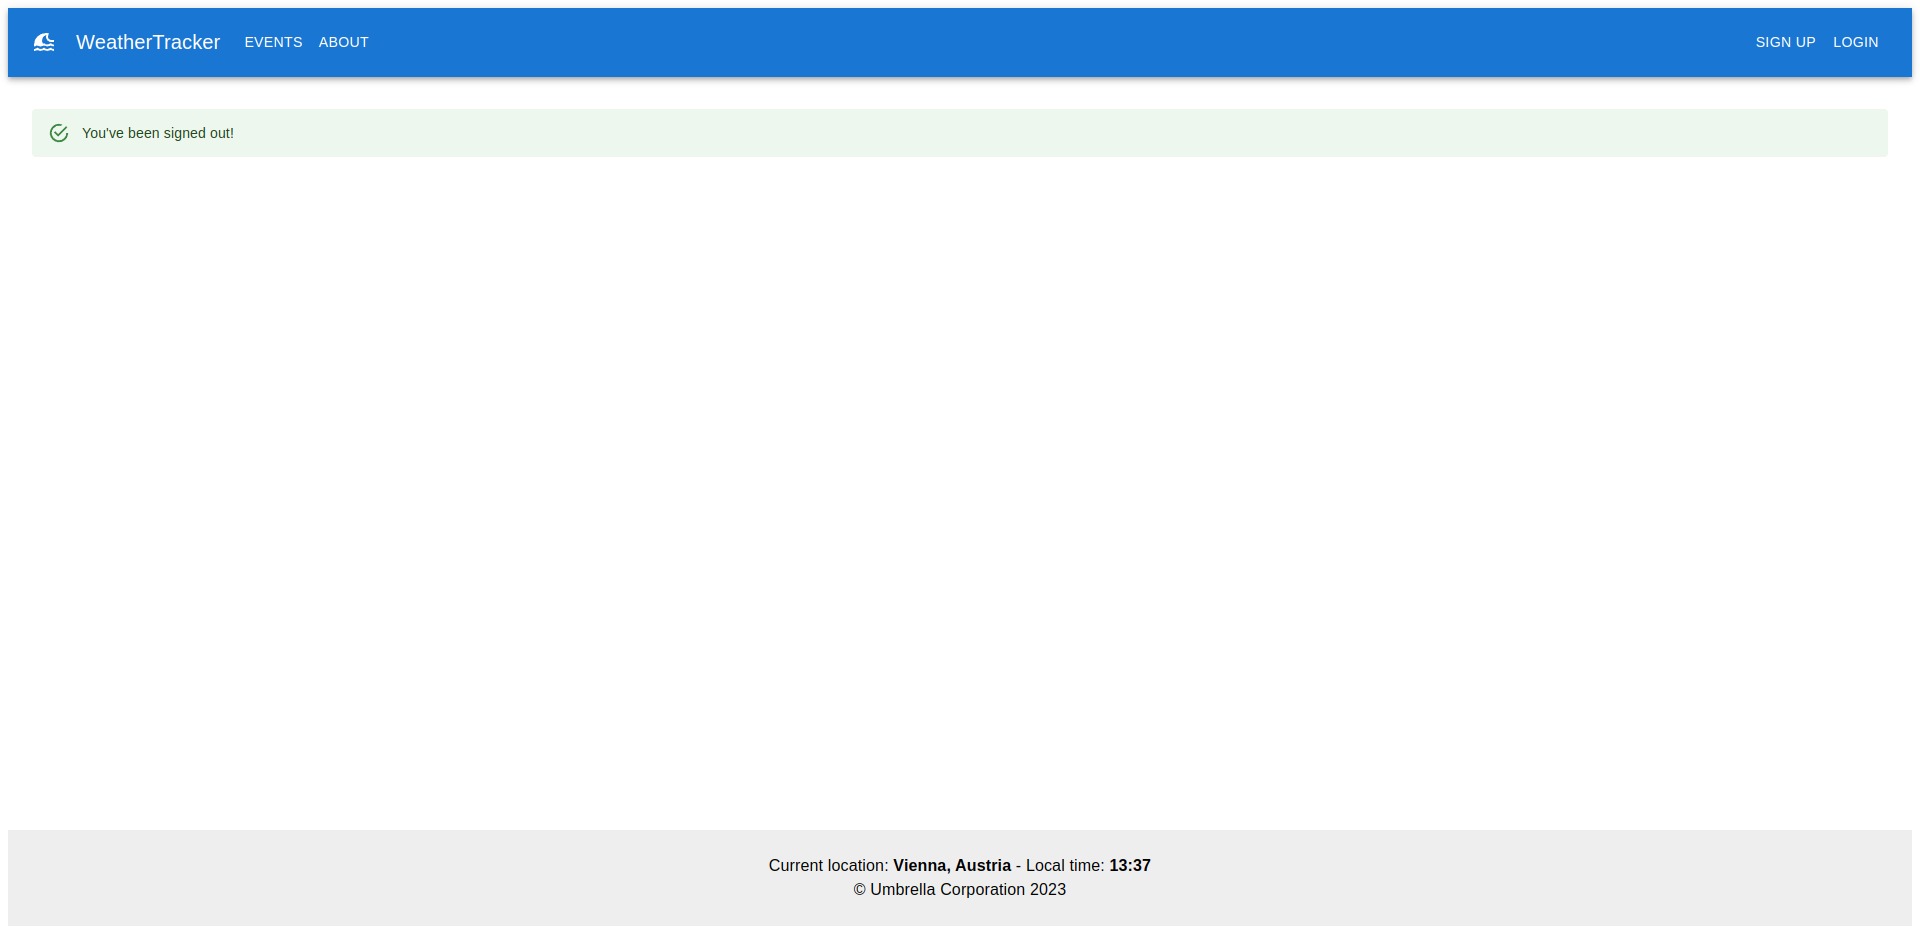 WeatherTracker EVENTS ABOUT SIGN UP LOGIN
You've been signed out!
Current location: Vienna, Austria - Local time: 13:37
© Umbrella Corporation 2023